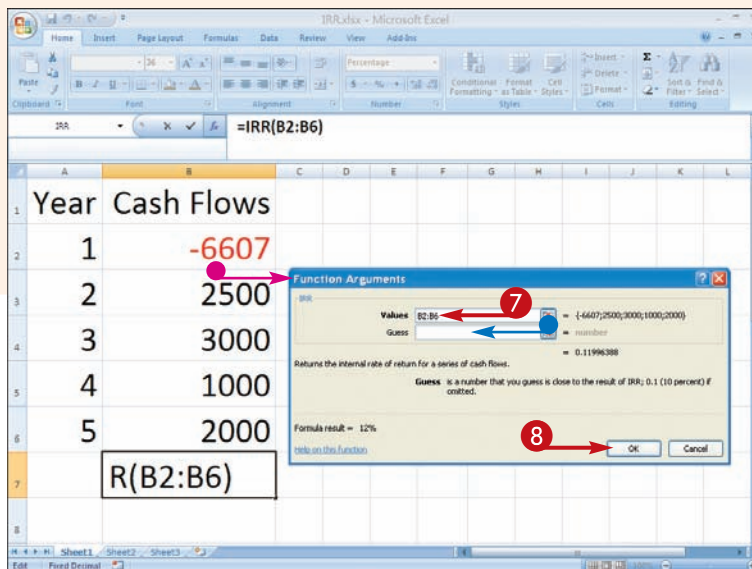 IRR.xlsx - Microsoft Excel
Home Insert Page Layout Formulas Data Review View Add-Ins
Paste
36
Percentage
Conditional Formatting
Format as Table
Cell Styles
Insert
Delete
Format
Sort & Filter
Find & Select
Clipboard Font Alignment Number Styles Cells Editing
IRR =IRR(B2:B6)
A B C D E F G H I J K L
1 Year Cash Flows
2 1 -6607
3 2 2500
4 3 3000
5 4 1000
6 5 2000
7 R(B2:B6)
8
Function Arguments
IRR
Values B2:B6 = {-6607;2500;3000;1000;2000}
7
Guess = number
= 0.11996388
Returns the internal rate of return for a series of cash flows.
Guess is a number that you guess is close to the result of IRR; 0.1 (10 percent) if
omitted.
Formula result = 12%
8
Help on this function OK Cancel
Sheet1 Sheet2 Sheet3
Edit Fixed Decimal 100%